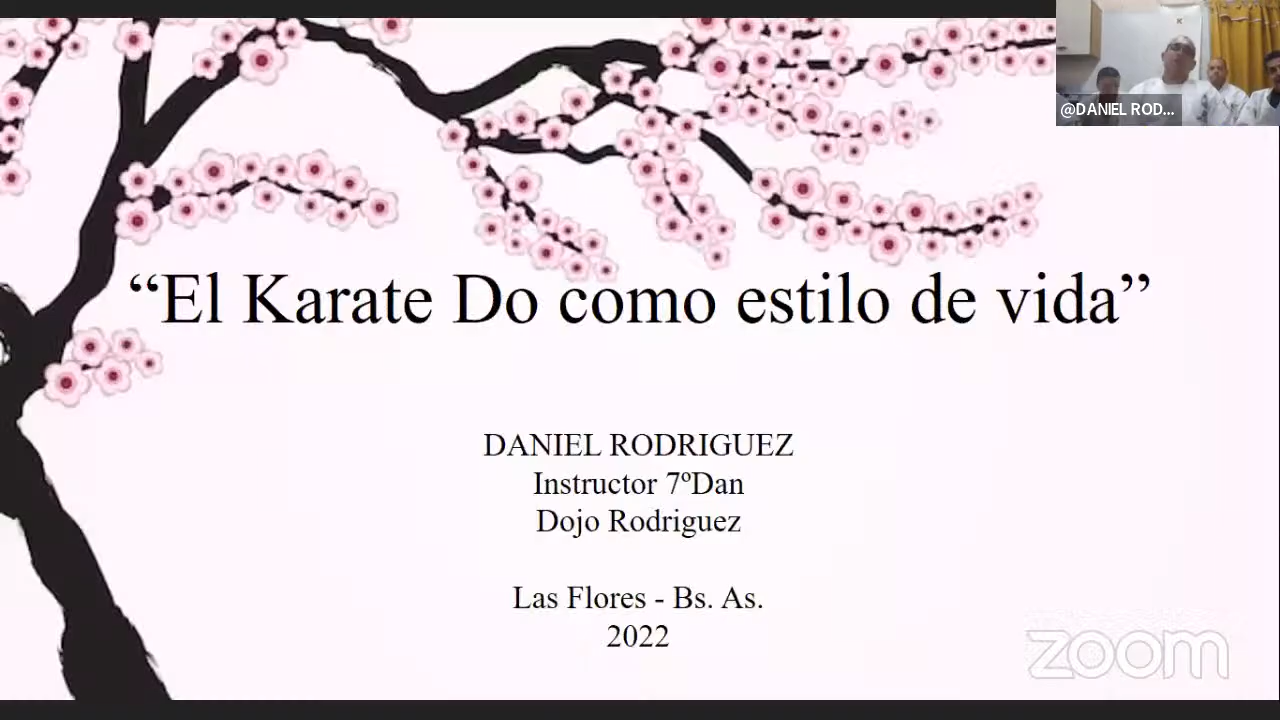 @DANIEL ROD...
“El Karate Do como estilo de vida”
DANIEL RODRIGUEZ
Instructor 7ºDan
Dojo Rodriguez
Las Flores - Bs. As.
2022
zoom